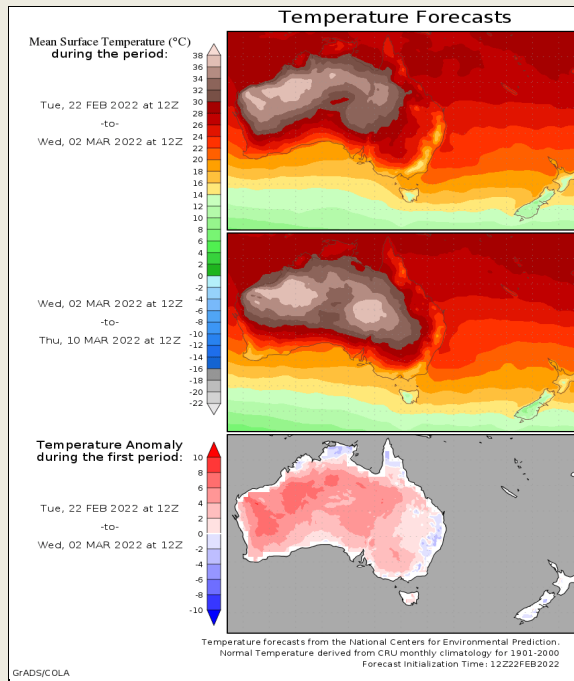 Temperature Forecasts
Mean Surface Temperature (°C)
during the period:
Tue, 22 FEB 2022 at 12Z
-to-
Wed, 02 MAR 2022 at 12Z
38
36
34
32
30
28
26
24
22
20
18
16
14
12
10
8
6
4
2
0
-2
-4
-6
-8
-10
-12
-14
-16
-18
-20
-22
Wed, 02 MAR 2022 at 12Z
-to-
Thu, 10 MAR 2022 at 12Z
Temperature Anomaly
during the first period:
Tue, 22 FEB 2022 at 12Z
-to-
Wed, 02 MAR 2022 at 12Z
10
8
6
4
2
0
-2
-4
-6
-8
-10
Temperature forecasts from the National Centers for Environmental Prediction.
Normal Temperature derived from CRU monthly climatology for 1901-2000
Forecast Initialization Time: 12Z22FEB2022
GrADS/COLA